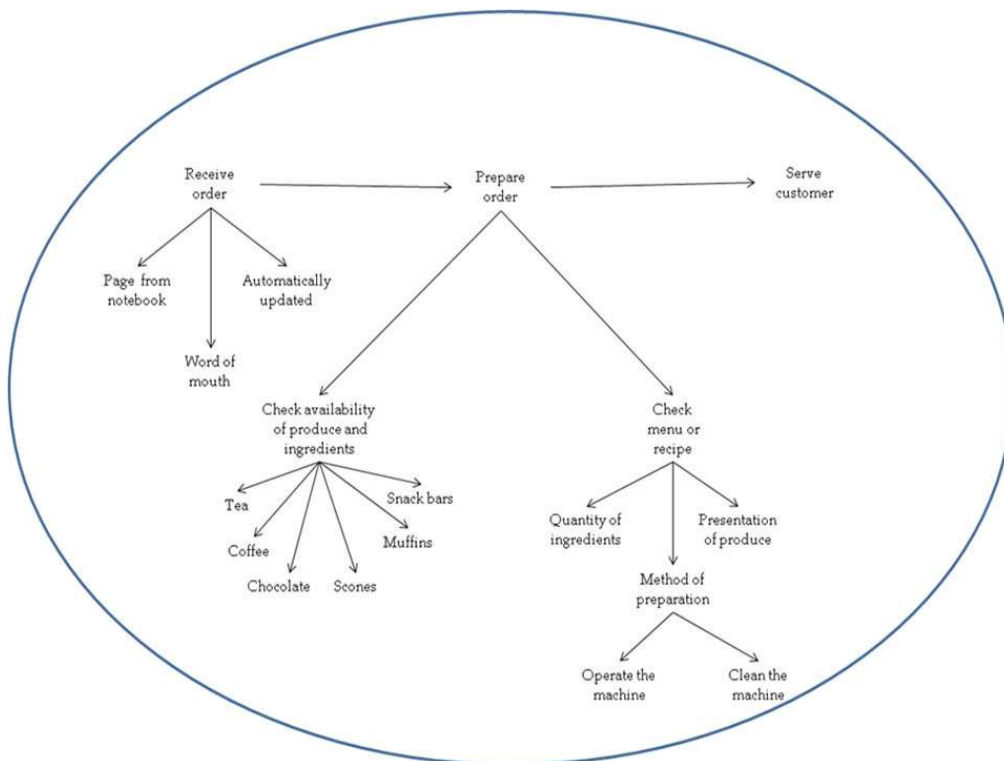 Receive
order
Prepare
order
Serve
customer
Page from
notebook
Automatically
updated
Word of
mouth
Check availability
of produce and
ingredients
Check
menu or
recipe
Tea
Snack bars
Coffee
Muffins
Chocolate
Scones
Quantity of
ingredients
Presentation
of produce
Method of
preparation
Operate the
machine
Clean the
machine